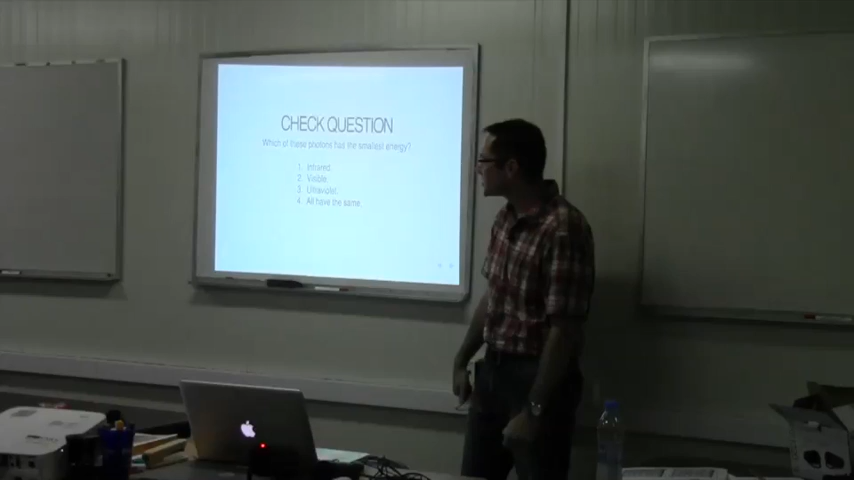 CHECK QUESTION
Which of these photons has the smallest energy?
1. Infrared.
2. Visible.
3. Ultraviolet.
4. All have the same.